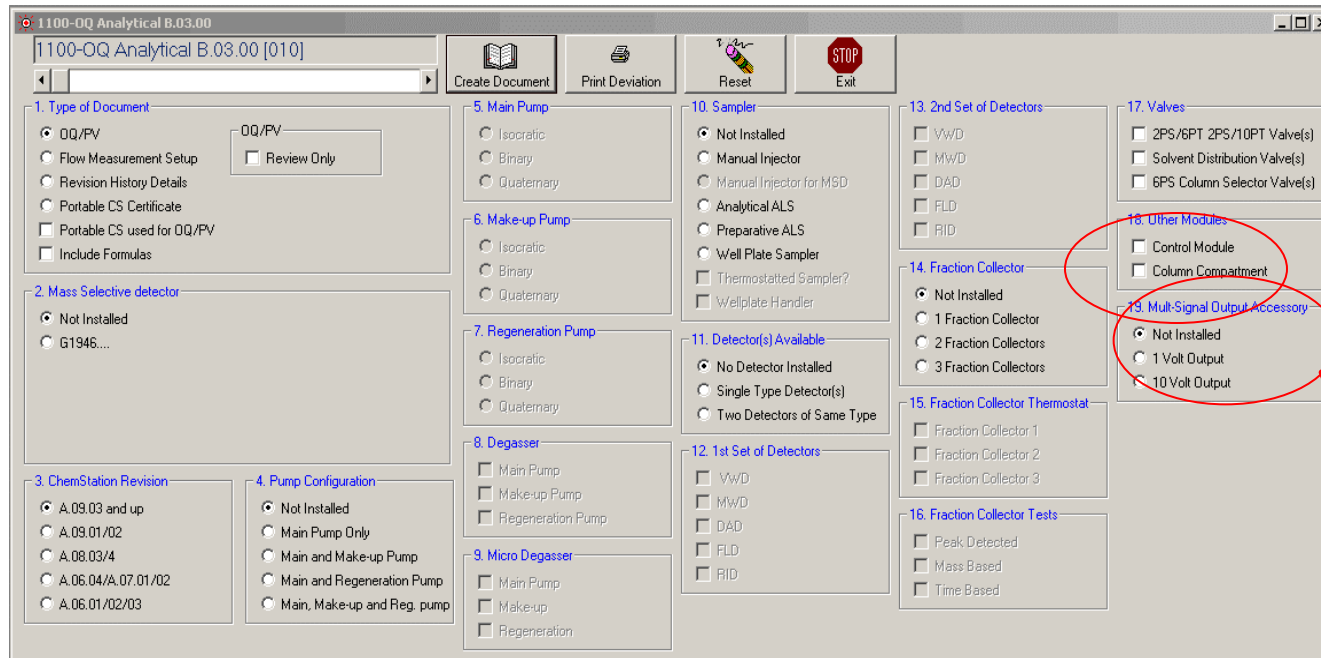 1100-OQ Analytical B.03.00
1100-OQ Analytical B.03.00 [010]
Create Document
Print Deviation
Reset
STOP
Exit
1. Type of Document
OQ/PV
Flow Measurement Setup
Revision History Details
Portable CS Certificate
Portable CS used for OQ/PV
Include Formulas
OQ/PV
Review Only
2. Mass Selective detector
Not Installed
G1946....
3. ChemStation Revision
A.09.03 and up
A.09.01/02
A.08.03/4
A.06.04/A.07.01/02
A.06.01/02/03
4. Pump Configuration
Not Installed
Main Pump Only
Main and Make-up Pump
Main and Regeneration Pump
Main, Make-up and Reg. pump
5. Main Pump
Isocratic
Binary
Quaternary
6. Make-up Pump
Isocratic
Binary
Quaternary
7. Regeneration Pump
Isocratic
Binary
Quaternary
8. Degasser
Main Pump
Make-up Pump
Regeneration Pump
9. Micro Degasser
Main Pump
Make-up
Regeneration
10. Sampler
Not Installed
Manual Injector
Manual Injector for MSD
Analytical ALS
Preparative ALS
Well Plate Sampler
Thermostatted Sampler?
Wellplate Handler
11. Detector(s) Available
No Detector Installed
Single Type Detector(s)
Two Detectors of Same Type
12. 1st Set of Detectors
VWD
MWD
DAD
FLD
RID
13. 2nd Set of Detectors
VWD
MWD
DAD
FLD
RID
14. Fraction Collector
Not Installed
1 Fraction Collector
2 Fraction Collectors
3 Fraction Collectors
15. Fraction Collector Thermostat
Fraction Collector 1
Fraction Collector 2
Fraction Collector 3
16. Fraction Collector Tests
Peak Detected
Mass Based
Time Based
17. Valves
2PS/6PT 2PS/10PT Valve(s)
Solvent Distribution Valve(s)
6PS Column Selector Valve(s)
18. Other Modules
Control Module
Column Compartment
19. Mult-Signal Output Accessory
Not Installed
1 Volt Output
10 Volt Output